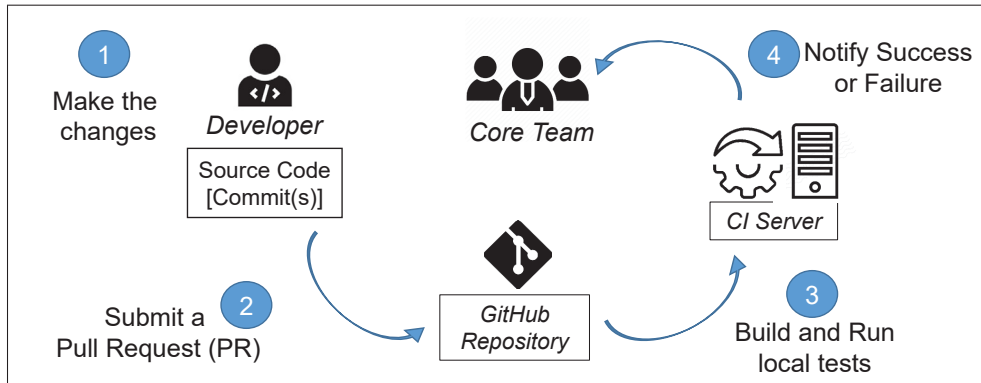 1
Make the
changes
</>
Developer
Source Code
[Commit(s)]
2
Submit a
Pull Request (PR)
GitHub
Repository
3
Build and Run
local tests
CI Server
4
Notify Success
or Failure
Core Team